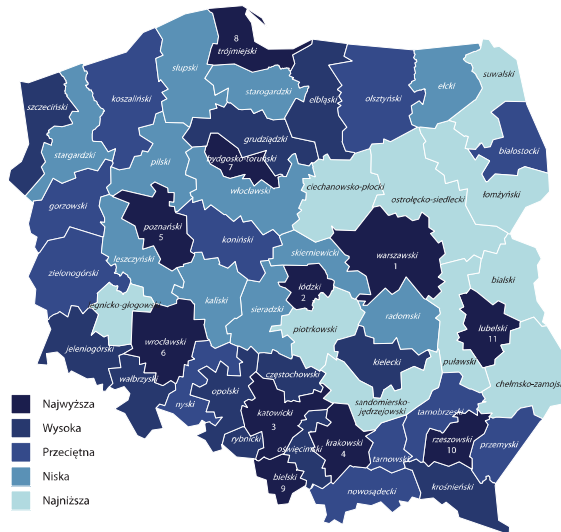 8
trójmiejski
słupski
suwalski
koszaliński
ełcki
starogardzki
szczeciński
elbląski
olsztyński
grudziądzki
białostocki
stargardzki
bydgosko-toruński
7
pilski
włocławski
ciechanowsko-płocki
łomżyński
ostrołęcko-siedlecki
gorzowski
poznański
5
koniński
skierniewicki
leszczyński
warszawski
1
zielonogórski
bialski
łódzki
2
egnicko-głogowski
kaliski
sieradzki
radomski
piotrkowski
lubelski
11
wrocławski
6
jeleniogórski
kielecki
puławski
częstochowski
wałbrzyski
opolski
chełmsko-zamojsk
nyski
sandomiersko-
jędrzejowski
tarnobrzeski
katowicki
3
rybnicki
oświęcimski
krakowski
4
rzeszowski
10
przemyski
tarnowski
bielski
9
nowosądecki
krośnieński
Najwyższa
Wysoka
Przeciętna
Niska
Najniższa